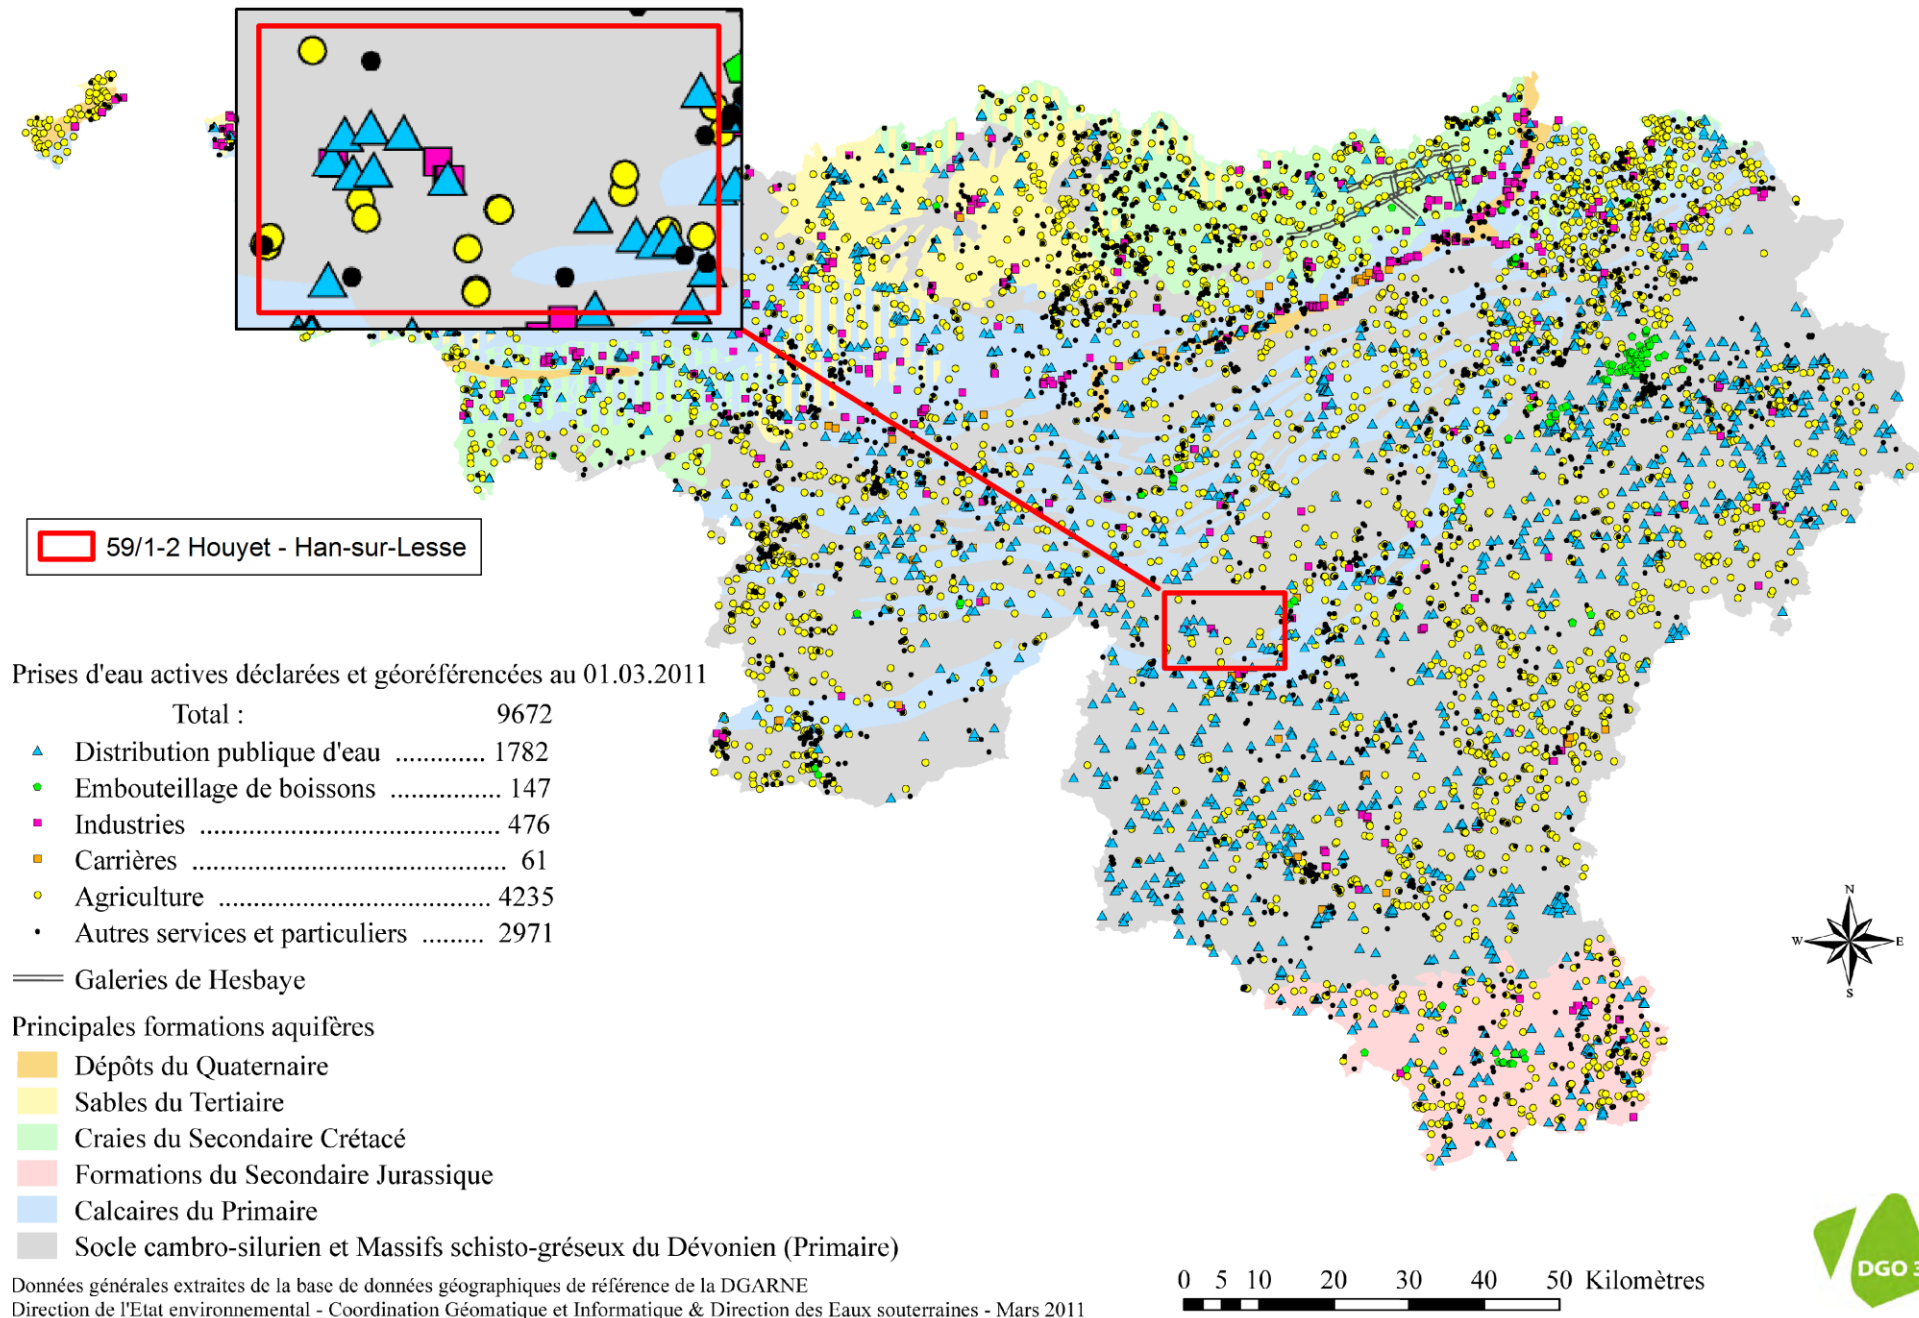 59/1-2 Houyet - Han-sur-Lesse
Prises d'eau actives déclarées et géoréférencées au 01.03.2011
Total : 9672
Distribution publique d'eau ............. 1782
Embouteillage de boissons ................ 147
Industries ........................................... 476
Carrières ............................................ 61
Agriculture ........................................ 4235
Autres services et particuliers ......... 2971
Galeries de Hesbaye
Principales formations aquifères
Dépôts du Quaternaire
Sables du Tertiaire
Craies du Secondaire Crétacé
Formations du Secondaire Jurassique
Calcaires du Primaire
Socle cambro-silurien et Massifs schisto-gréseux du Dévonien (Primaire)
Données générales extraites de la base de données géographiques de référence de la DGARNE
Direction de l'Etat environnemental - Coordination Géomatique et Informatique & Direction des Eaux souterraines - Mars 2011
N
W E
S
0 5 10 20 30 40 50 Kilomètres
DGO 3